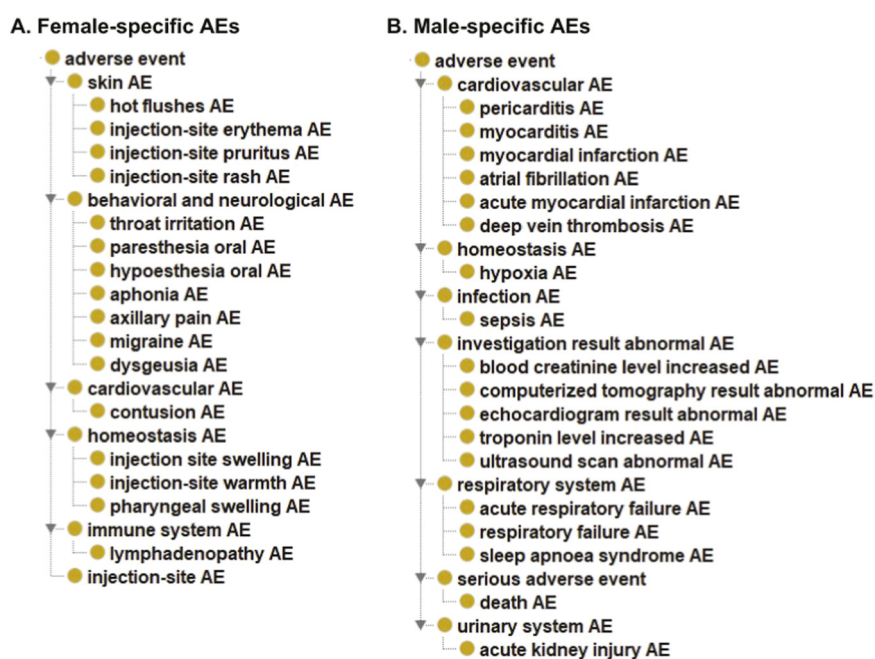 A. Female-specific AEs
adverse event
skin AE
hot flushes AE
injection-site erythema AE
injection-site pruritus AE
injection-site rash AE
behavioral and neurological AE
throat irritation AE
paresthesia oral AE
hypoesthesia oral AE
aphonia AE
axillary pain AE
migraine AE
dysgeusia AE
cardiovascular AE
contusion AE
homeostasis AE
injection site swelling AE
injection-site warmth AE
pharyngeal swelling AE
immune system AE
lymphadenopathy AE
injection-site AE
B. Male-specific AEs
adverse event
cardiovascular AE
pericarditis AE
myocarditis AE
myocardial infarction AE
atrial fibrillation AE
acute myocardial infarction AE
deep vein thrombosis AE
homeostasis AE
hypoxia AE
infection AE
sepsis AE
investigation result abnormal AE
blood creatinine level increased AE
computerized tomography result abnormal AE
echocardiogram result abnormal AE
troponin level increased AE
ultrasound scan abnormal AE
respiratory system AE
acute respiratory failure AE
respiratory failure AE
sleep apnoea syndrome AE
serious adverse event
death AE
urinary system AE
acute kidney injury AE